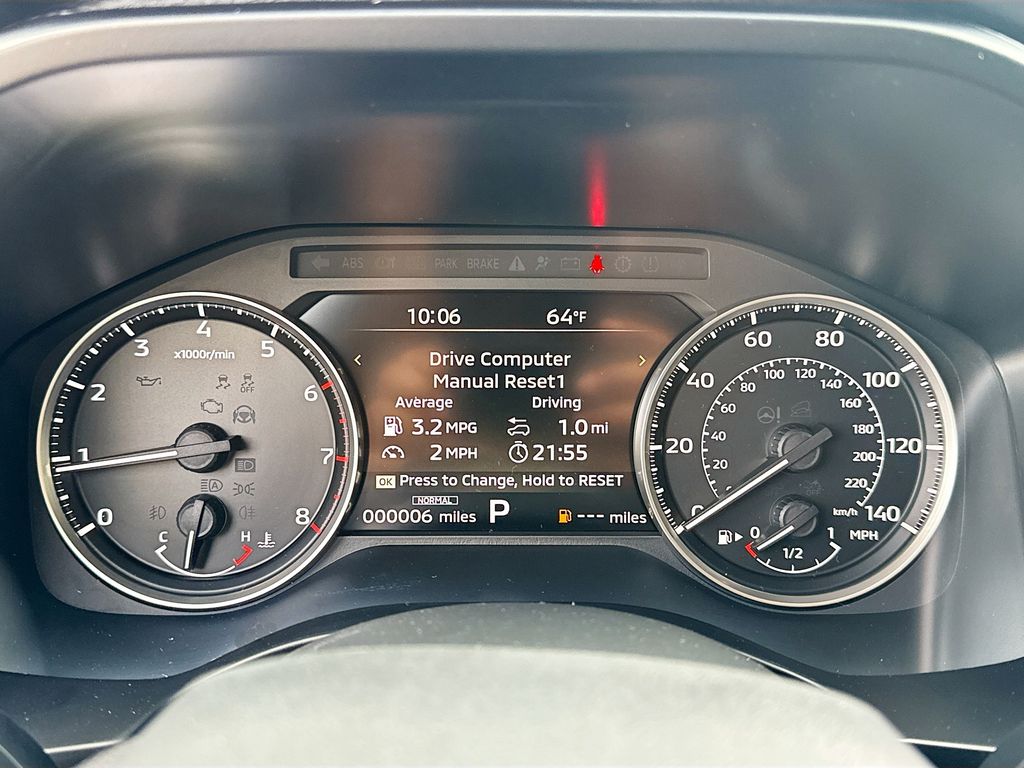 ABS PARK BRAKE
10:06 64°F
< Drive Computer >
Manual Reset1
Average Driving
3.2 MPG 1.0 mi
2 MPH 21:55
OK Press to Change, Hold to RESET
NORMAL
000006 miles P --- miles
x1000r/min
0
1
2
3
4
5
6
7
8
OFF
A
C H
0
20
40
60
80
100
120
140
MPH
20
40
60
80
100
120
140
160
180
200
220
km/h
0 1/2 1